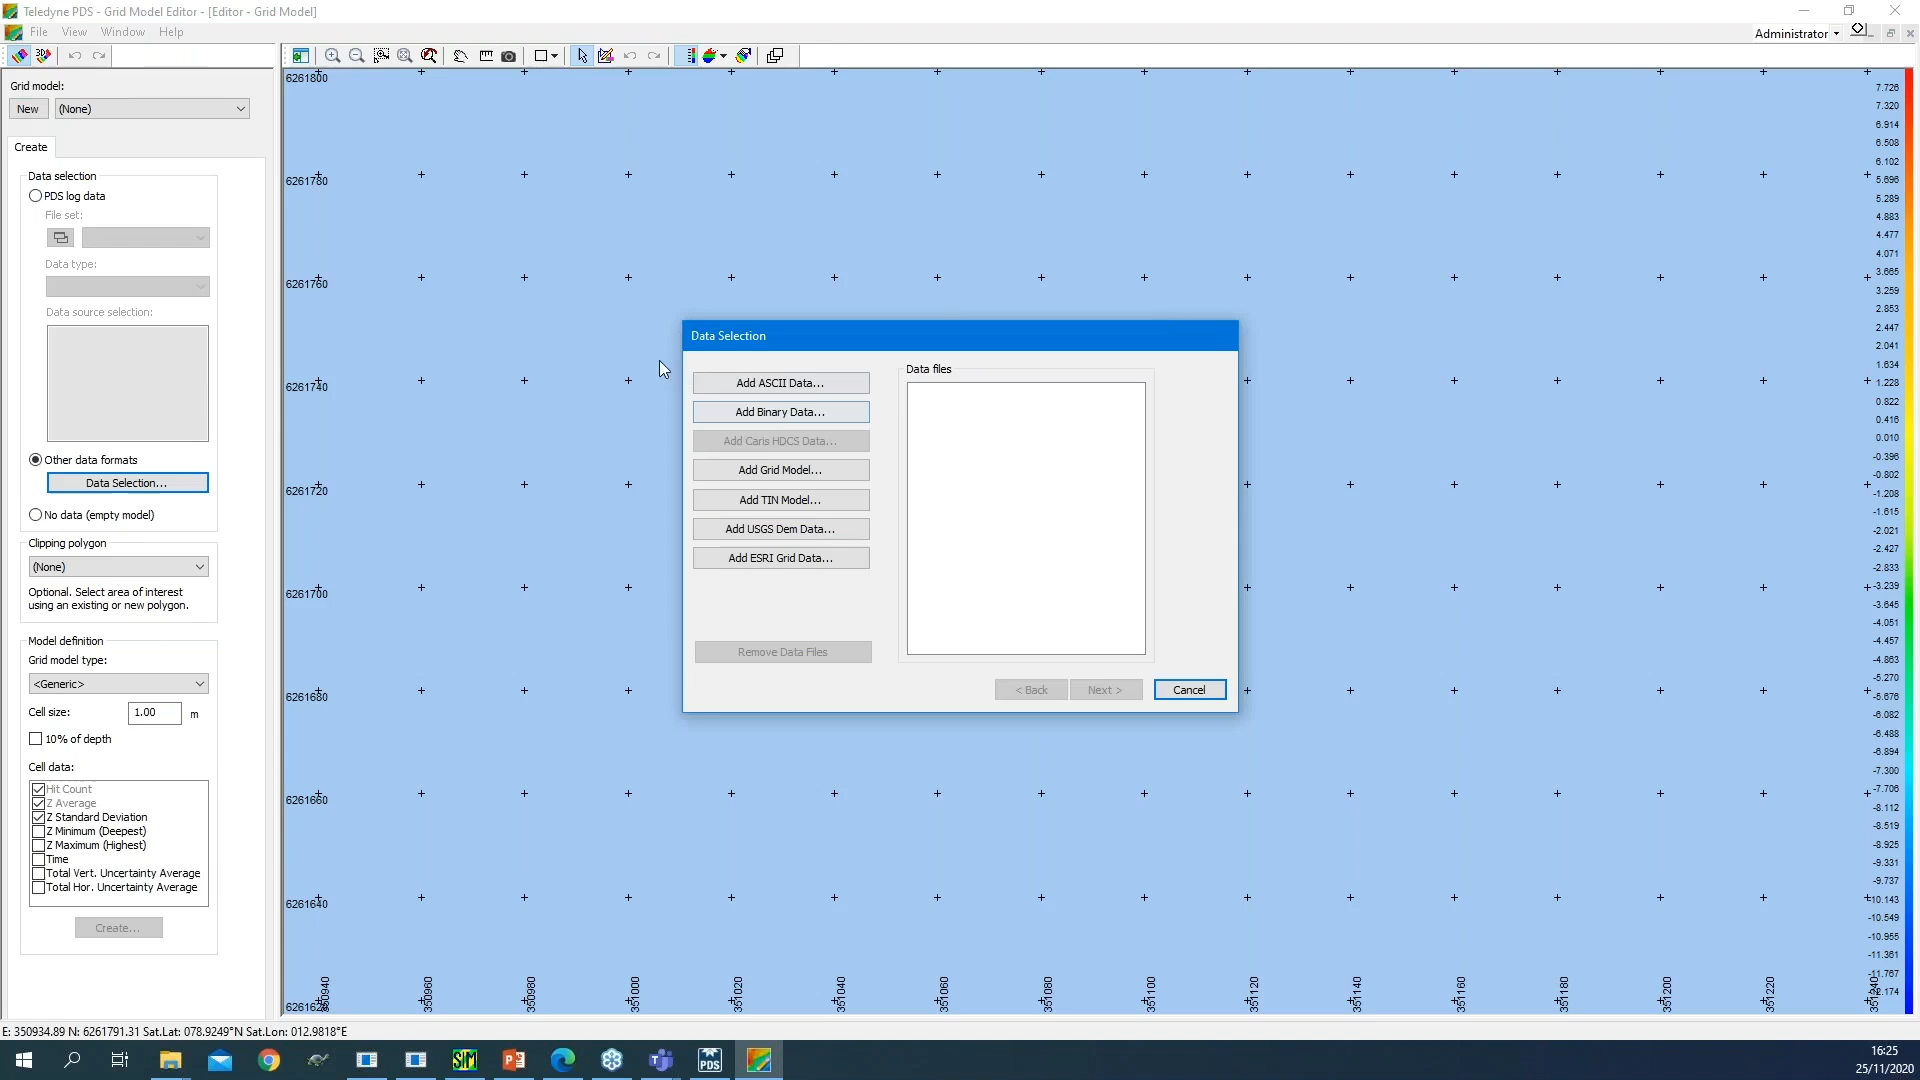 Teledyne PDS - Grid Model Editor - [Editor - Grid Model]
File View Window Help
Administrator
Grid model:
New (None)
Create
Data selection
PDS log data
File set:
Data type:
Data source selection:
Other data formats
Data Selection...
No data (empty model)
Clipping polygon
(None)
Optional. Select area of interest
using an existing or new polygon.
Model definition
Grid model type:
<Generic>
Cell size: 1.00 m
10% of depth
Cell data:
Hit Count
Z Average
Z Standard Deviation
Z Minimum (Deepest)
Z Maximum (Highest)
Time
Total Vert. Uncertainty Average
Total Hor. Uncertainty Average
Create...
6261800
6261780
6261760
6261740
6261720
6261700
6261680
6261660
6261640
350960
350980
351000
351020
351040
351060
351080
351100
351120
351140
351160
351180
351200
351220
Data Selection
Add ASCII Data...
Add Binary Data...
Add Caris HDCS Data...
Add Grid Model...
Add TIN Model...
Add USGS Dem Data...
Add ESRI Grid Data...
Remove Data Files
Data files
< Back Next > Cancel
7.726
7.320
6.914
6.508
6.102
5.696
5.289
4.883
4.477
4.071
3.665
3.259
2.853
2.447
2.041
1.634
1.228
0.822
0.416
0.010
-0.396
-0.802
-1.208
-1.615
-2.021
-2.427
-2.833
-3.239
-3.645
-4.051
-4.457
-4.863
-5.270
-5.676
-6.082
-6.488
-6.894
-7.300
-7.706
-8.112
-8.519
-8.925
-9.331
-9.737
-10.143
-10.549
-10.955
-11.361
-11.767
E: 350934.89 N: 6261791.31 Sat.Lat: 078.9249°N Sat.Lon: 012.9818°E
SIM
PDS
16:25
25/11/2020